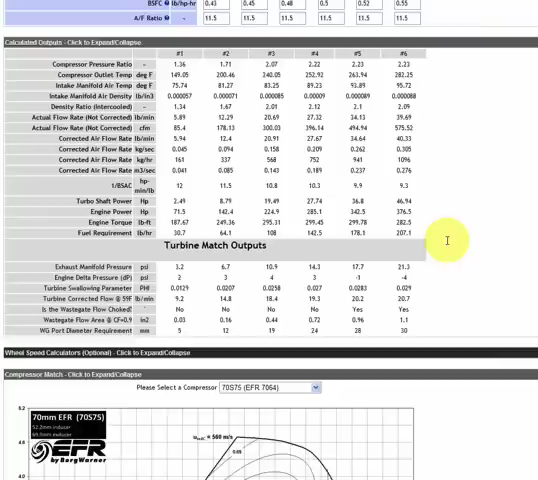 BSFC lb/hp-hr 0.43 0.45 0.48 0.5 0.52 0.55
A/F Ratio - 11.5 11.5 11.5 11.5 11.5 11.5
Calculated Outputs - Click to Expand/Collapse
#1 #2 #3 #4 #5 #6
Compressor Pressure Ratio - 1.36 1.71 2.07 2.22 2.23 2.23
Compressor Outlet Temp deg F 149.05 200.46 240.05 252.92 263.94 282.25
Intake Manifold Air Temp deg F 75.74 81.27 83.25 89.23 93.89 95.72
Intake Manifold Air Density lb/in3 0.000057 0.000071 0.000085 0.00009 0.000089 0.000088
Density Ratio (Intercooled) - 1.34 1.67 2.01 2.12 2.1 2.09
Actual Flow Rate (Not Corrected) lb/min 5.89 12.29 20.69 27.32 34.13 39.69
Actual Flow Rate (Not Corrected) cfm 85.4 178.13 300.03 396.14 494.94 575.52
Corrected Air Flow Rate lb/min 5.94 12.4 20.91 27.67 34.64 40.33
Corrected Air Flow Rate kg/sec 0.045 0.094 0.158 0.209 0.262 0.305
Corrected Air Flow Rate kg/hr 161 337 568 752 941 1096
Corrected Air Flow Rate m3/sec 0.041 0.085 0.143 0.189 0.237 0.276
1/BSAC hp-min/lb 12 11.5 10.8 10.3 9.9 9.3
Turbo Shaft Power Hp 2.49 8.79 19.49 27.74 36.8 46.94
Engine Power Hp 71.5 142.4 224.9 285.1 342.5 376.5
Engine Torque lb-ft 187.67 249.36 295.31 299.45 299.78 282.5
Fuel Requirement lb/hr 30.7 64.1 108 142.5 178.1 207.1
Turbine Match Outputs
Exhaust Manifold Pressure psi 3.2 6.7 10.9 14.3 17.7 21.3
Engine Delta Pressure (dP) psi 2 3 4 3 -1 -4
Turbine Swallowing Parameter PHI 0.0129 0.0207 0.0258 0.027 0.0283 0.029
Turbine Corrected Flow @ 59F lb/min 9.2 14.8 18.4 19.3 20.2 20.7
Is the Wastegate Flow Choked? No No No No Yes Yes
Wastegate Flow Area @ CF=0.9 in2 0.03 0.16 0.44 0.72 0.96 1.1
WG Port Diameter Requirement mm 5 12 19 24 28 30
Wheel Speed Calculators (Optional) - Click to Expand/Collapse
Compressor Match - Click to Expand/Collapse
Please Select a Compressor 70S75 (EFR 7064)
5.2
70mm EFR (70S75)
EFR
by BorgWarner
4.6
= 560 m/s
4.0